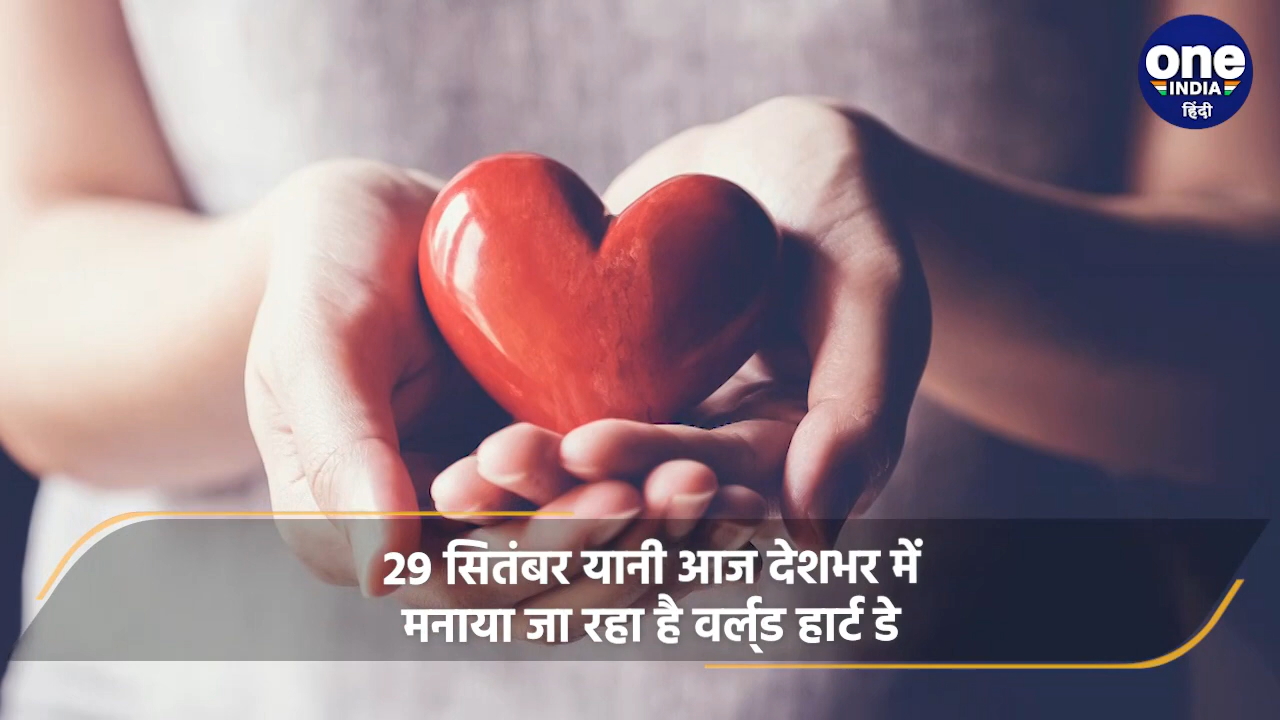 one
INDIA
हिंदी
29 सितंबर यानी आज देशभर में
मनाया जा रहा है वर्ल्ड हार्ट डे